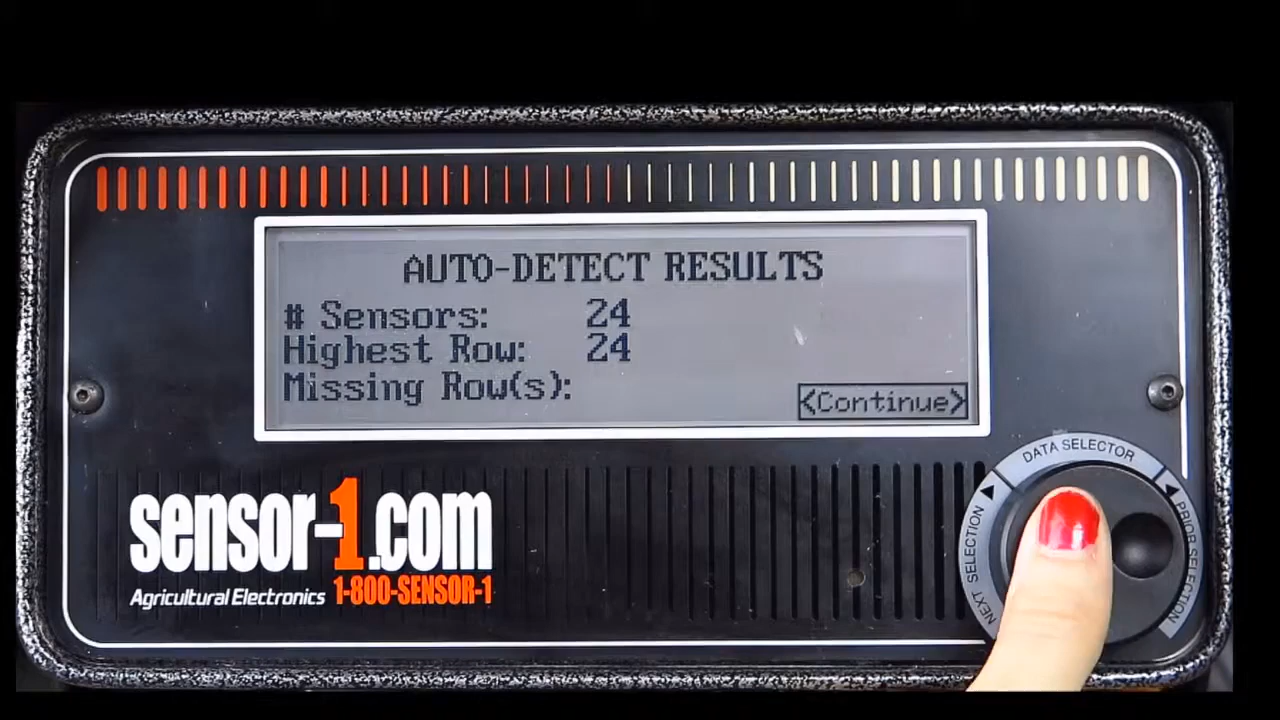 AUTO-DETECT RESULTS
# Sensors: 24
Highest Row: 24
Missing Row(s):
<Continue>
DATA SELECTOR
NEXT SELECTION
PRIOR SELECTION
sensor-1.com
Agricultural Electronics 1-800-SENSOR-1